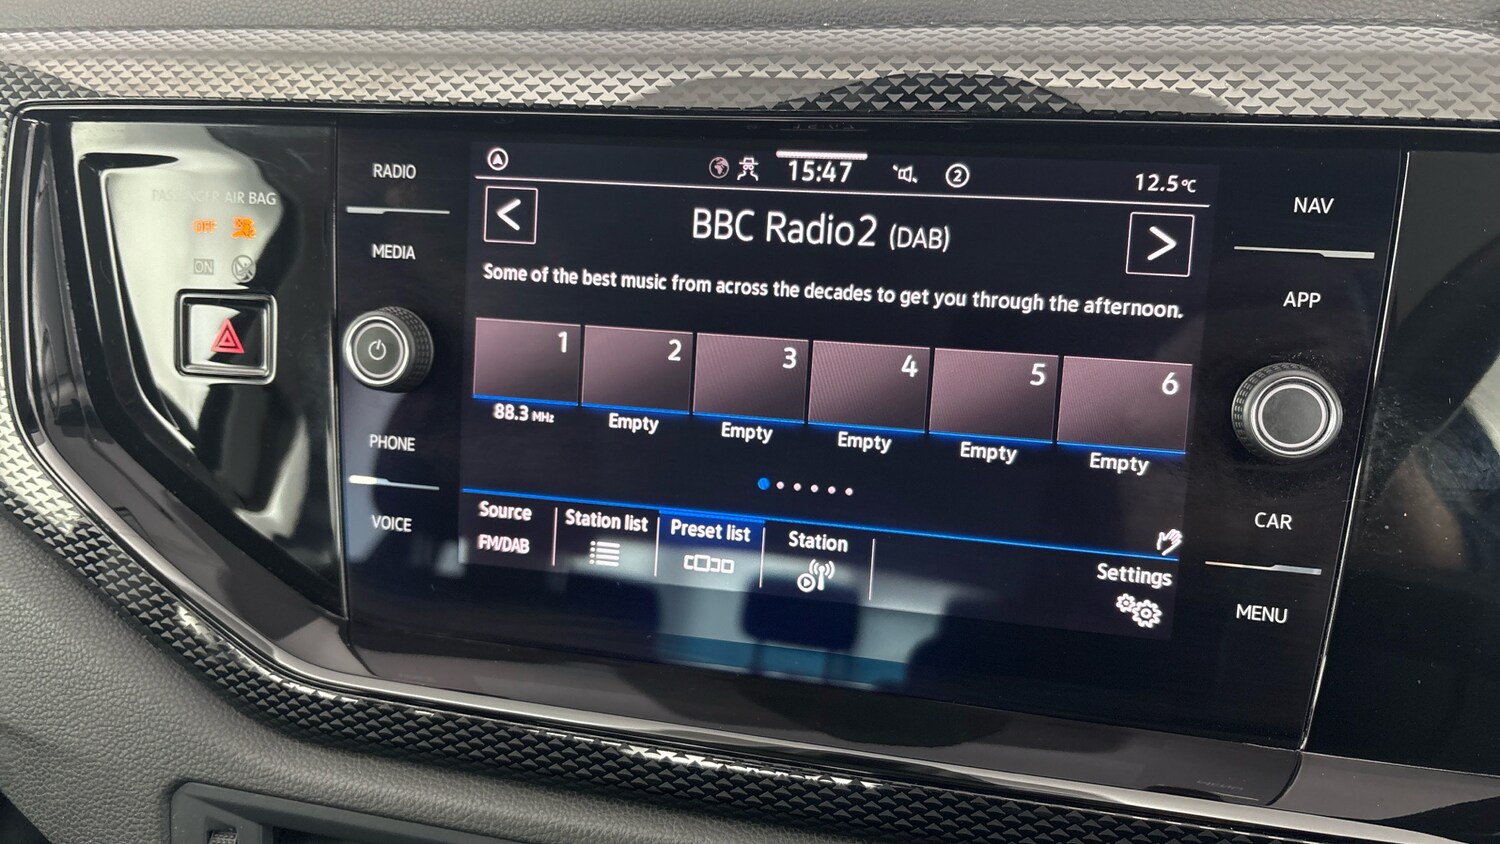 PASSENGER AIR BAG
OFF
ON
RADIO
MEDIA
PHONE
VOICE
15:47
2
12.5°C
BBC Radio2 (DAB)
Some of the best music from across the decades to get you through the afternoon.
1
2
3
4
5
6
88.3 MHz
Empty
Empty
Empty
Empty
Empty
Source
FM/DAB
Station list
Preset list
Station
Settings
NAV
APP
CAR
MENU